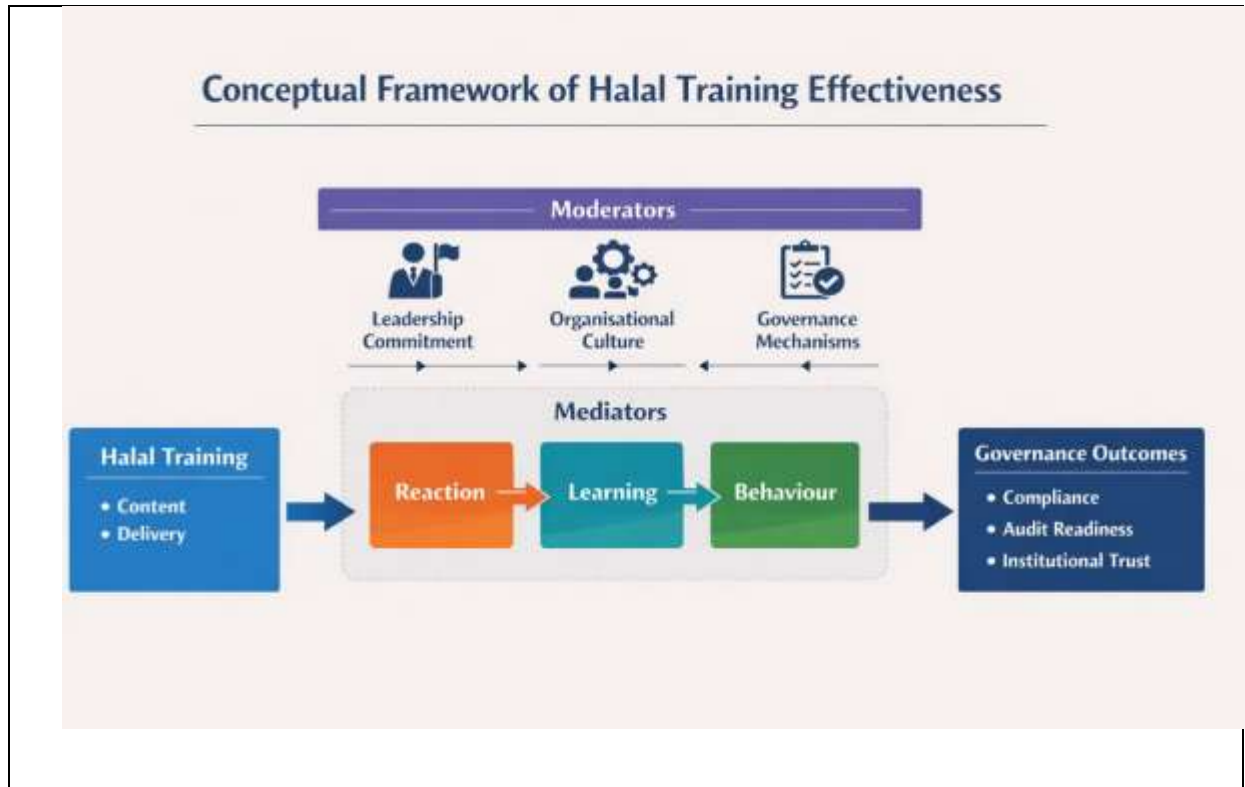 Conceptual Framework of Halal Training Effectiveness
Moderators
Leadership
Commitment
Organisational
Culture
Governance
Mechanisms
Mediators
Halal Training
• Content
• Delivery
Reaction
Learning
Behaviour
Governance Outcomes
• Compliance
• Audit Readiness
• Institutional Trust